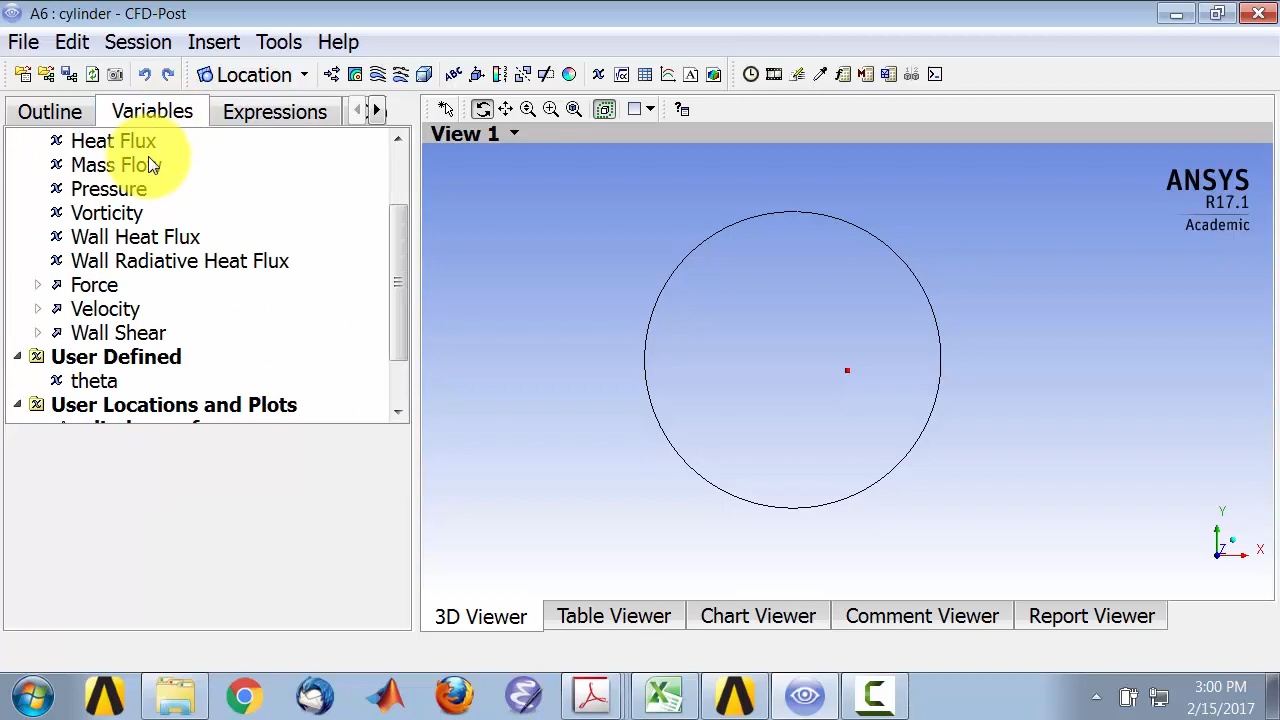 A6 : cylinder - CFD-Post
File Edit Session Insert Tools Help
Location
Outline Variables Expressions
View 1
Heat Flux
Mass Flow
Pressure
Vorticity
Wall Heat Flux
Wall Radiative Heat Flux
Force
Velocity
Wall Shear
User Defined
theta
User Locations and Plots
ANSYS
R17.1
Academic
Y
Z X
3D Viewer Table Viewer Chart Viewer Comment Viewer Report Viewer
3:00 PM
2/15/2017